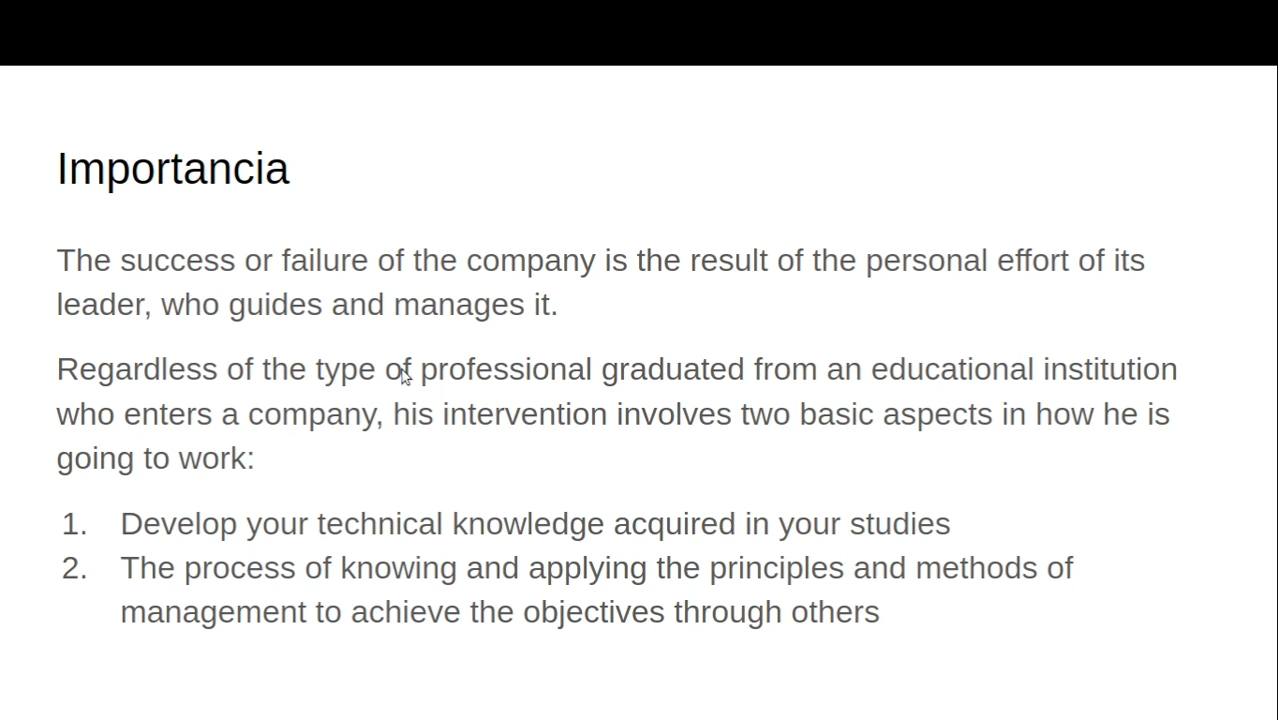 Importancia
The success or failure of the company is the result of the personal effort of its
leader, who guides and manages it.
Regardless of the type of professional graduated from an educational institution
who enters a company, his intervention involves two basic aspects in how he is
going to work:
1. Develop your technical knowledge acquired in your studies
2. The process of knowing and applying the principles and methods of
management to achieve the objectives through others